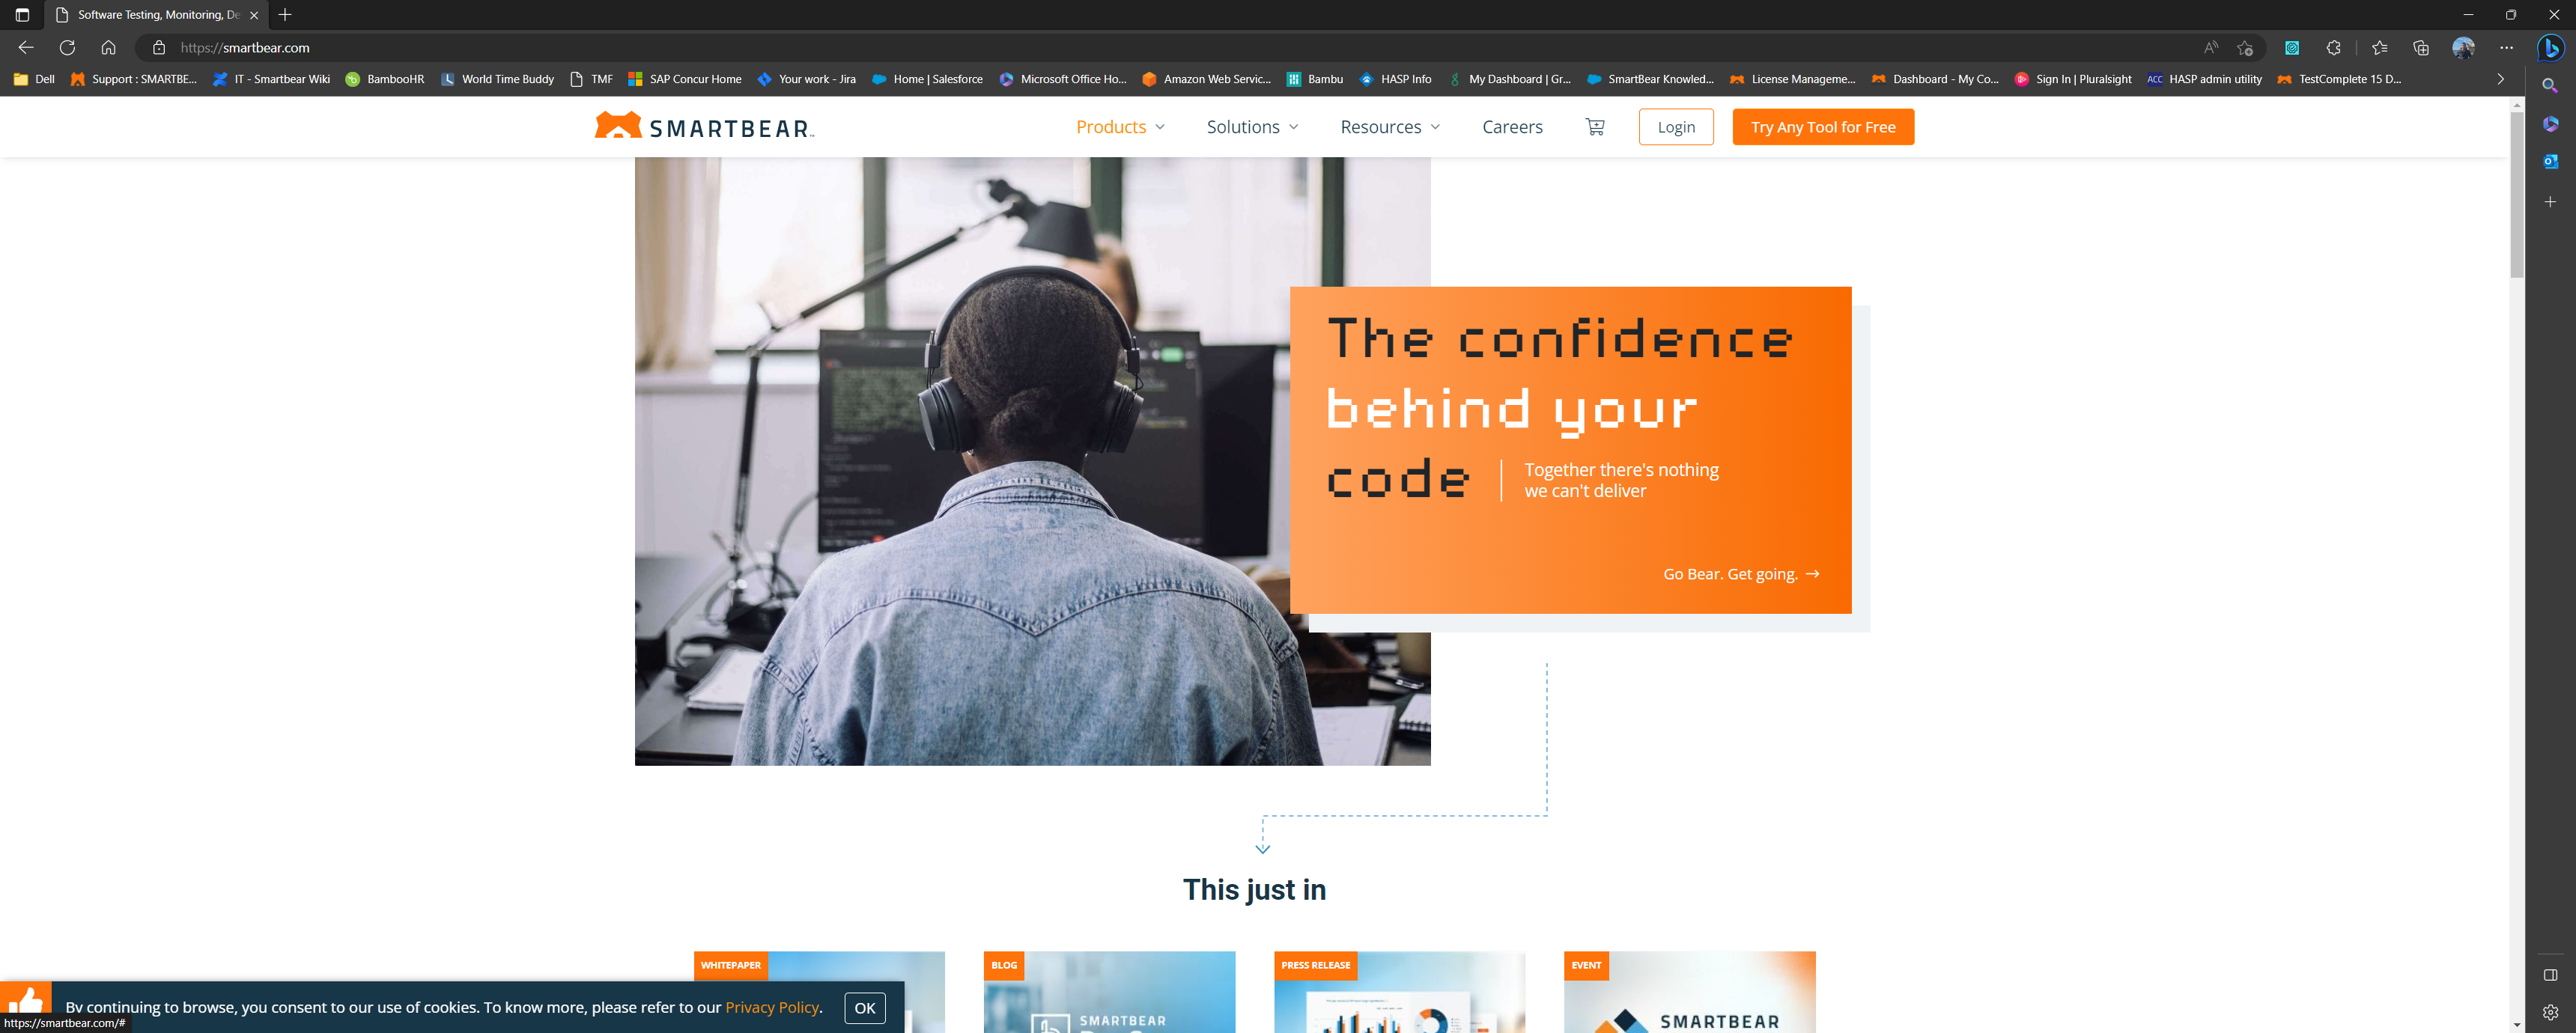 Software Testing, Monitoring, De
https://smartbear.com
Dell
Support : SMARTBE...
IT - Smartbear Wiki
BambooHR
World Time Buddy
TMF
SAP Concur Home
Your work - Jira
Home | Salesforce
Microsoft Office Ho...
Amazon Web Servic...
Bambu
HASP Info
My Dashboard | Gr...
SmartBear Knowled...
License Manageme...
Dashboard - My Co...
Sign In | Pluralsight
ACC
HASP admin utility
TestComplete 15 D...
SMARTBEAR
Products
Solutions
Resources
Careers
Login
Try Any Tool for Free
The confidence
behind your
code
Together there's nothing
we can't deliver
Go Bear. Get going. →
This just in
WHITEPAPER
BLOG
PRESS RELEASE
EVENT
By continuing to browse, you consent to our use of cookies. To know more, please refer to our Privacy Policy.
OK
https://smartbear.com/#
SMARTBEAR
SMARTBEAR